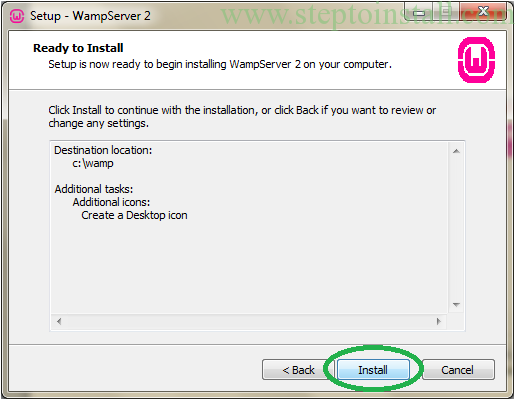 www.steptoinstall.com
Setup - WampServer 2
Ready to Install
Setup is now ready to begin installing WampServer 2 on your computer.
Click Install to continue with the installation, or click Back if you want to review or
change any settings.
Destination location:
c:\wamp
Additional tasks:
Additional icons:
Create a Desktop icon
< Back
Install
Cancel